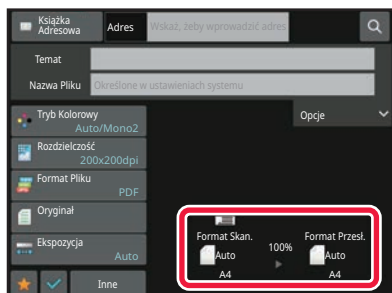 Książka
Adresowa
Adres
Wskaż, żeby wprowadzić adres
Temat
Nazwa Pliku
Określone w ustawieniach systemu
Tryb Kolorowy
Auto/Mono2
Opcje
Rozdzielczość
200x200dpi
Format Pliku
PDF
Oryginał
Ekspozycja
Auto
Inne
Format Skan.
Auto
A4
100%
Format Przesł.
Auto
A4